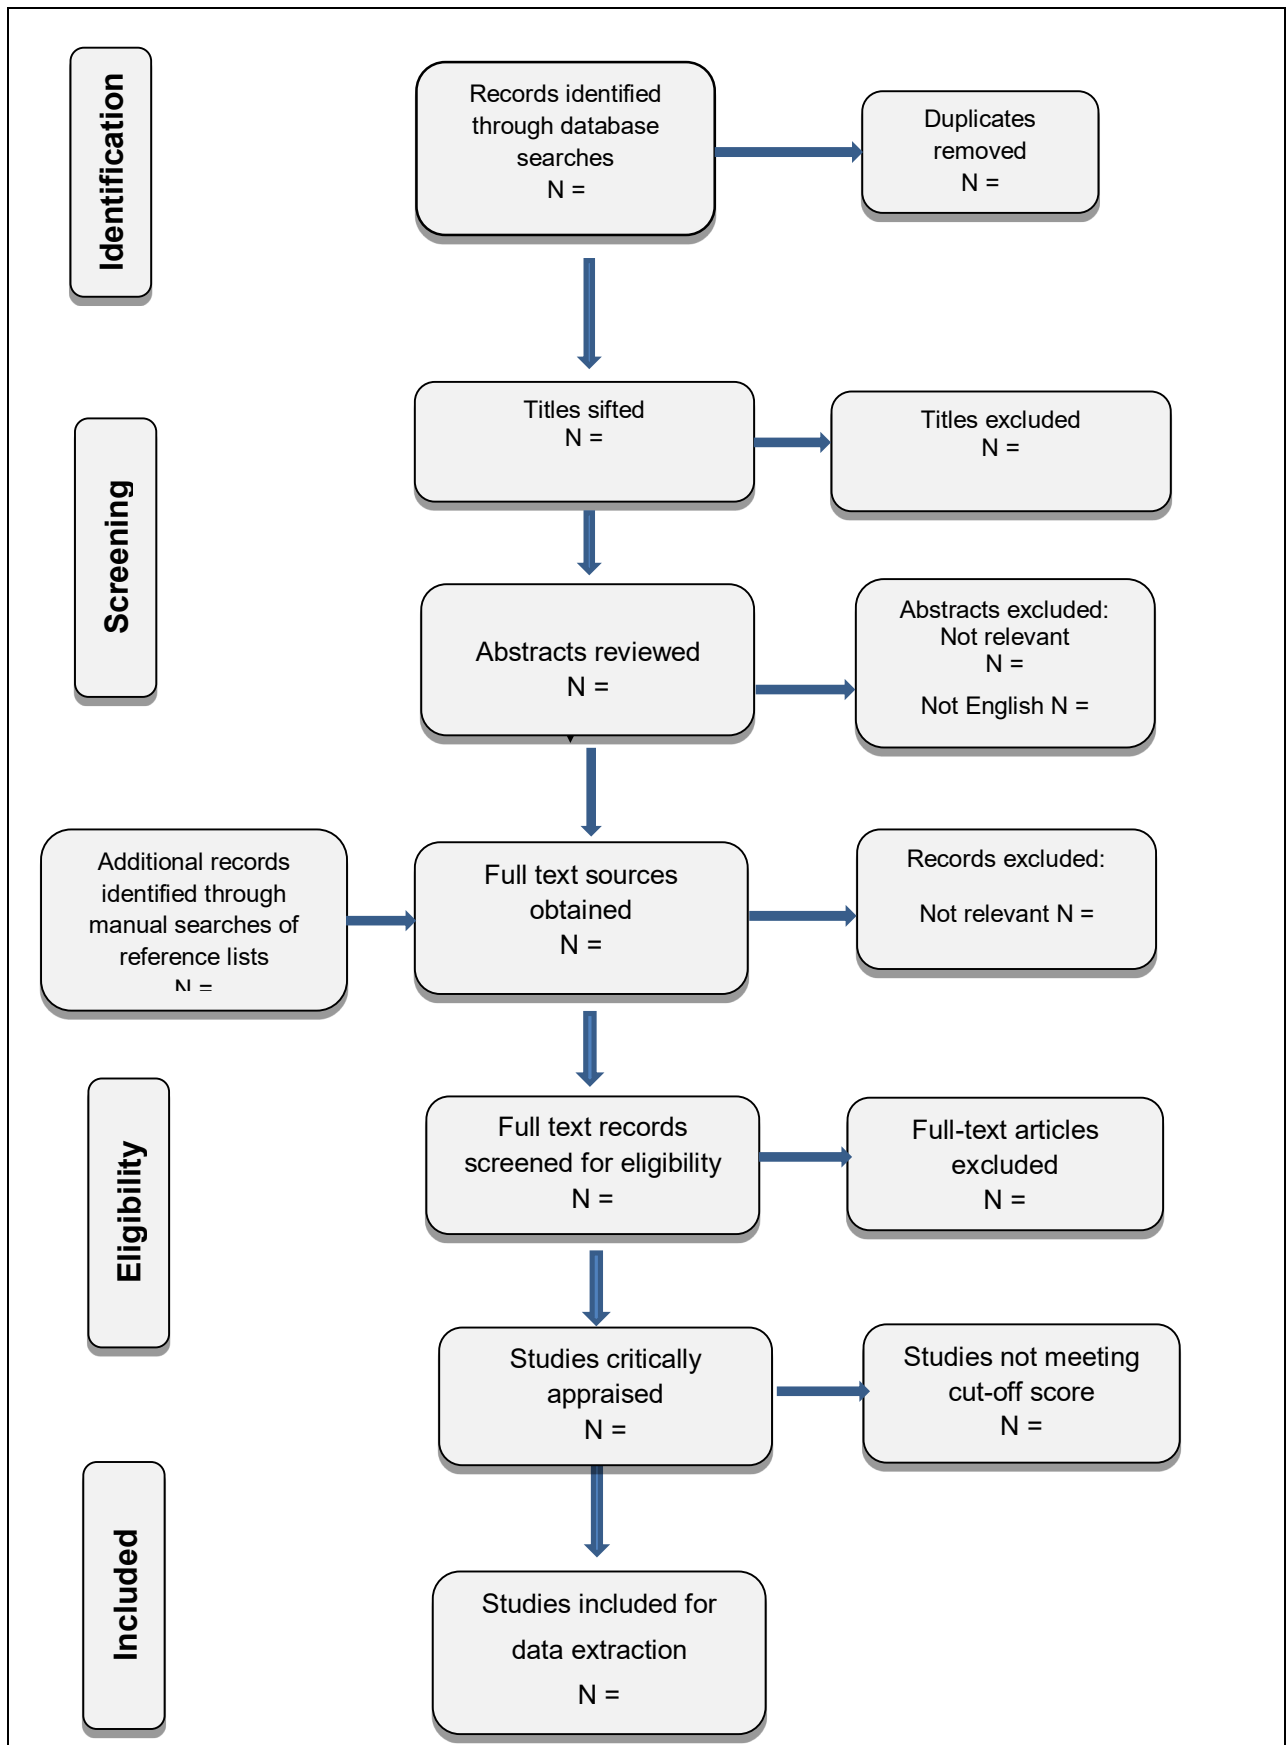 Identification
Records identified
through database
searches
N =
Duplicates
removed
N =
Screening
Titles sifted
N =
Titles excluded
N =
Abstracts reviewed
N =
Abstracts excluded:
Not relevant
N =
Not English N =
Additional records
identified through
manual searches of
reference lists
N =
Full text sources
obtained
N =
Records excluded:
Not relevant N =
Eligibility
Full text records
screened for eligibility
N =
Full-text articles
excluded
N =
Studies critically
appraised
N =
Studies not meeting
cut-off score
N =
Included
Studies included for
data extraction
N =